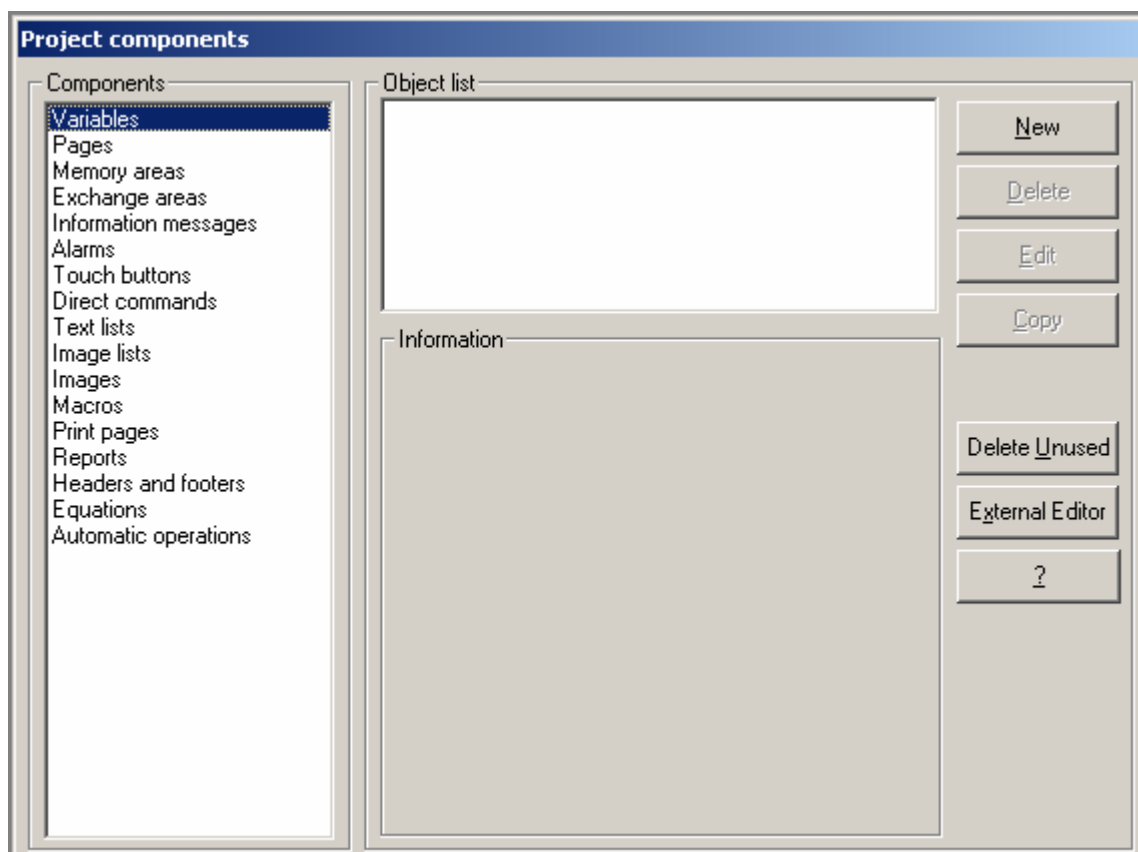 Project components
Components
Variables
Pages
Memory areas
Exchange areas
Information messages
Alarms
Touch buttons
Direct commands
Text lists
Image lists
Images
Macros
Print pages
Reports
Headers and footers
Equations
Automatic operations
Object list
Information
New
Delete
Edit
Copy
Delete Unused
External Editor
?